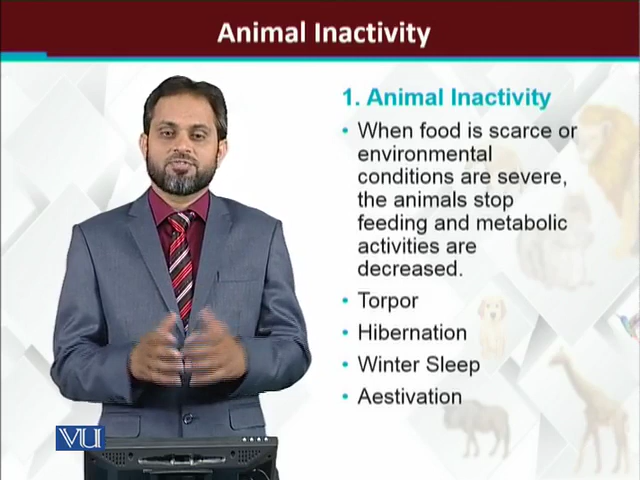 Animal Inactivity
1. Animal Inactivity
• When food is scarce or
environmental
conditions are severe,
the animals stop
feeding and metabolic
activities are
decreased.
• Torpor
• Hibernation
• Winter Sleep
• Aestivation
VU